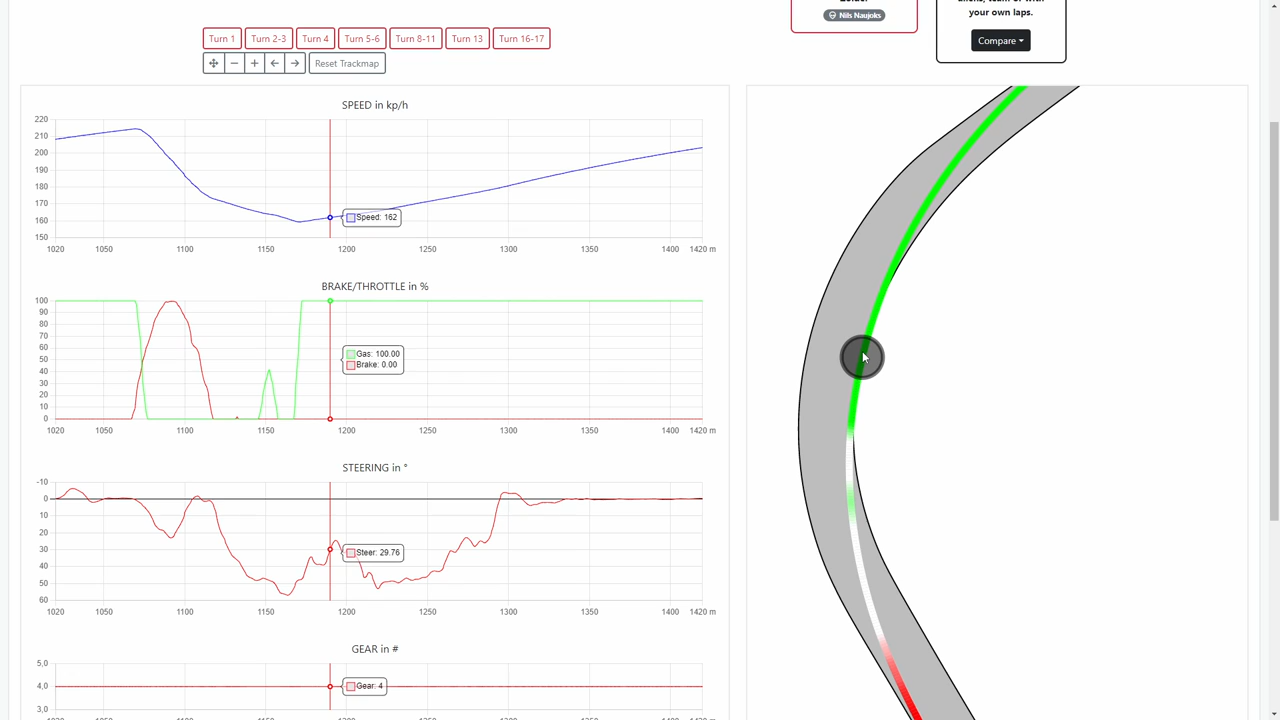 your own laps.
Nils Naujoks
Compare
Turn 1 Turn 2-3 Turn 4 Turn 5-6 Turn 8-11 Turn 13 Turn 16-17
Reset Trackmap
SPEED in kp/h
220
210
200
190
180
170
160
150
Speed: 162
1020 1050 1100 1150 1200 1250 1300 1350 1400 1420 m
BRAKE/THROTTLE in %
100
90
80
70
60
50
40
30
20
10
0
Gas: 100.00
Brake: 0.00
1020 1050 1100 1150 1200 1250 1300 1350 1400 1420 m
STEERING in °
-10
0
10
20
30
40
50
60
Steer: 29.76
1020 1050 1100 1150 1200 1250 1300 1350 1400 1420 m
GEAR in #
5,0
4,0
3,0
Gear: 4